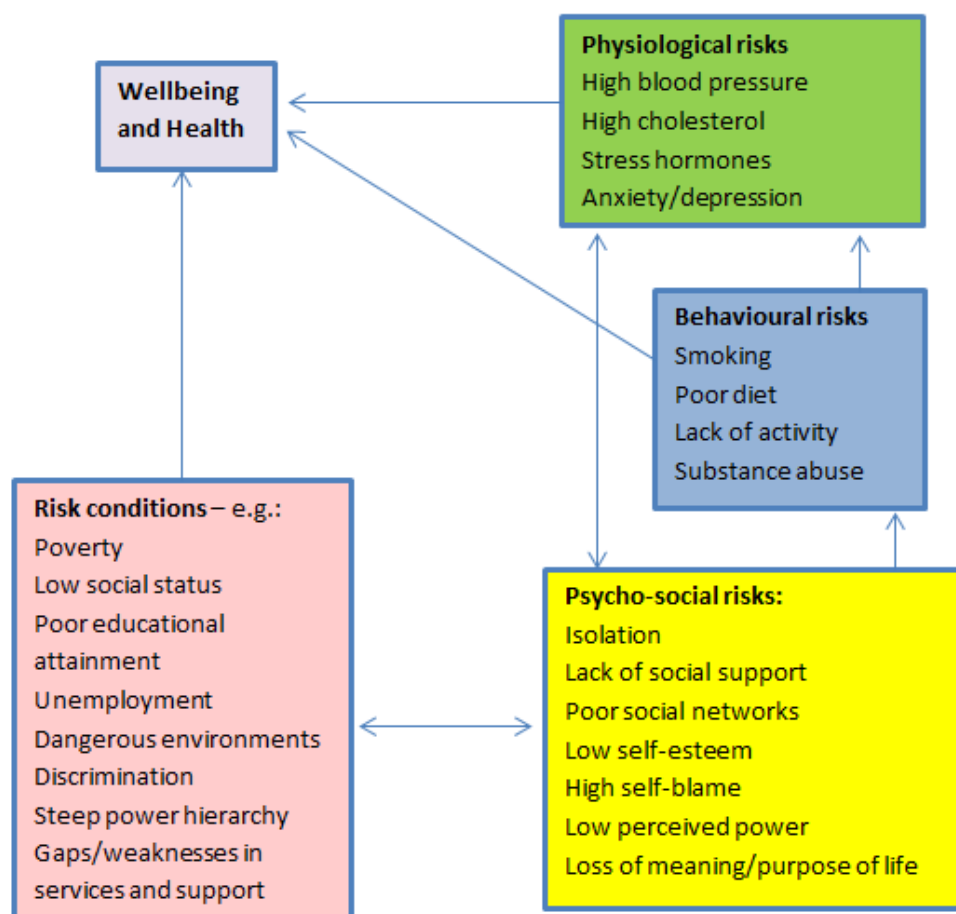 Wellbeing
and Health
Physiological risks
High blood pressure
High cholesterol
Stress hormones
Anxiety/depression
Behavioural risks
Smoking
Poor diet
Lack of activity
Substance abuse
Risk conditions – e.g.:
Poverty
Low social status
Poor educational
attainment
Unemployment
Dangerous environments
Discrimination
Steep power hierarchy
Gaps/weaknesses in
services and support
Psycho-social risks:
Isolation
Lack of social support
Poor social networks
Low self-esteem
High self-blame
Low perceived power
Loss of meaning/purpose of life